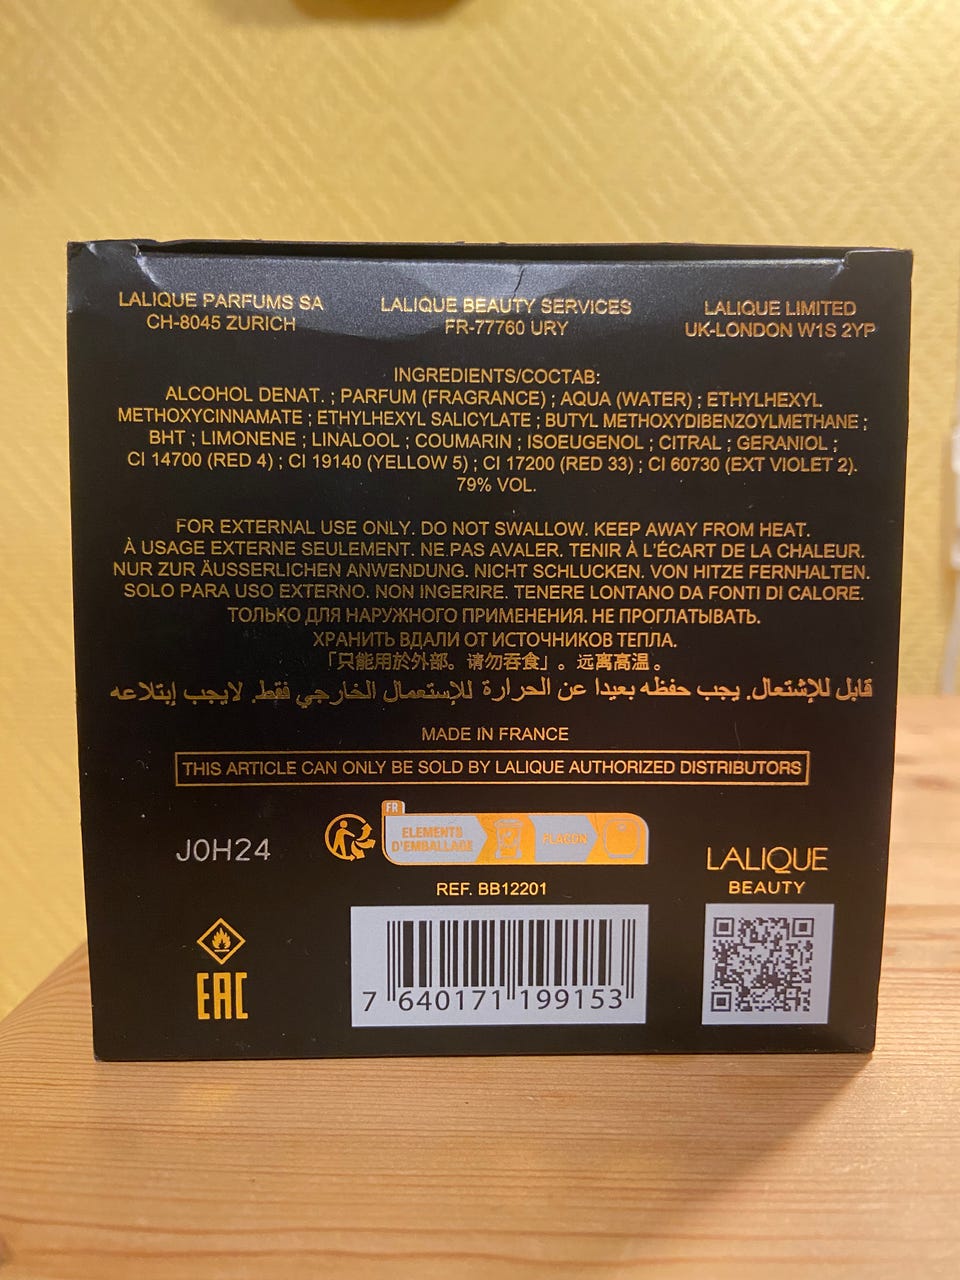 LALIQUE PARFUMS SA
CH-8045 ZURICH
LALIQUE BEAUTY SERVICES
FR-77760 URY
LALIQUE LIMITED
UK-LONDON W1S 2YP
INGREDIENTS/СОСТАВ:
ALCOHOL DENAT. ; PARFUM (FRAGRANCE) ; AQUA (WATER) ; ETHYLHEXYL
METHOXYCINNAMATE ; ETHYLHEXYL SALICYLATE ; BUTYL METHOXYDIBENZOYLMETHANE ;
BHT ; LIMONENE ; LINALOOL ; COUMARIN ; ISOEUGENOL ; CITRAL ; GERANIOL ;
CI 14700 (RED 4) ; CI 19140 (YELLOW 5) ; CI 17200 (RED 33) ; CI 60730 (EXT VIOLET 2).
79% VOL.
FOR EXTERNAL USE ONLY. DO NOT SWALLOW. KEEP AWAY FROM HEAT.
À USAGE EXTERNE SEULEMENT. NE PAS AVALER. TENIR À L'ÉCART DE LA CHALEUR.
NUR ZUR ÄUSSERLICHEN ANWENDUNG. NICHT SCHLUCKEN. VON HITZE FERNHALTEN.
SOLO PARA USO EXTERNO. NON INGERIRE. TENERE LONTANO DA FONTI DI CALORE.
ТОЛЬКО ДЛЯ НАРУЖНОГО ПРИМЕНЕНИЯ. НЕ ПРОГЛАТЫВАТЬ.
ХРАНИТЬ ВДАЛИ ОТ ИСТОЧНИКОВ ТЕПЛА.
「只能用於外部。请勿吞食」。远离高温。
قابل للإشتعال. يجب حفظه بعيدا عن الحرارة للإستعمال الخارجي فقط. لايجب إبتلاعه
MADE IN FRANCE
THIS ARTICLE CAN ONLY BE SOLD BY LALIQUE AUTHORIZED DISTRIBUTORS
J0H24
FR
ELEMENTS
D'EMBALLAGE
FLACON
LALIQUE
BEAUTY
REF. BB12201
EAC
7 640171 199153